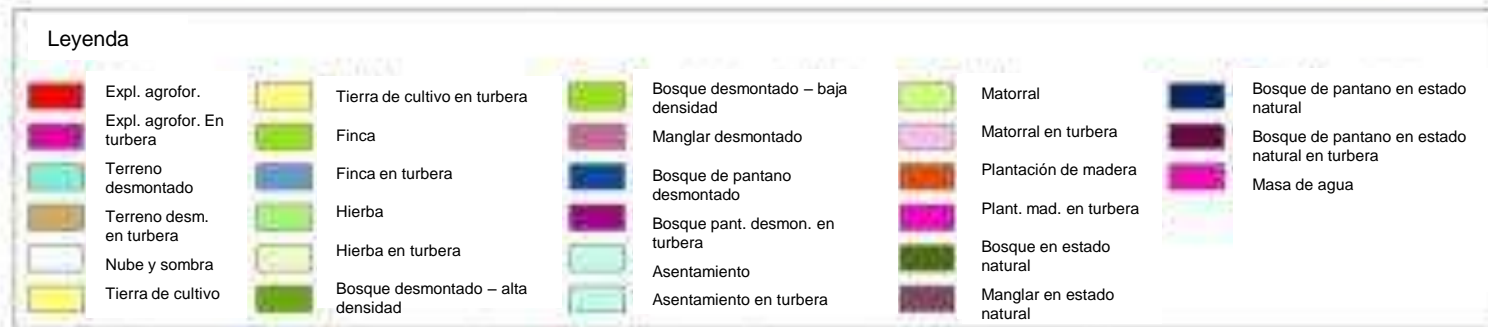 Leyenda
Expl. agrofor.
Expl. agrofor. En
turbera
Terreno
desmontado
Terreno desm.
en turbera
Nube y sombra
Tierra de cultivo
Tierra de cultivo en turbera
Finca
Finca en turbera
Hierba
Hierba en turbera
Bosque desmontado – alta
densidad
Bosque desmontado – baja
densidad
Manglar desmontado
Bosque de pantano
desmontado
Bosque pant. desmon. en
turbera
Asentamiento
Asentamiento en turbera
Matorral
Matorral en turbera
Plantación de madera
Plant. mad. en turbera
Bosque en estado
natural
Manglar en estado
natural
Bosque de pantano en estado
natural
Bosque de pantano en estado
natural en turbera
Masa de agua